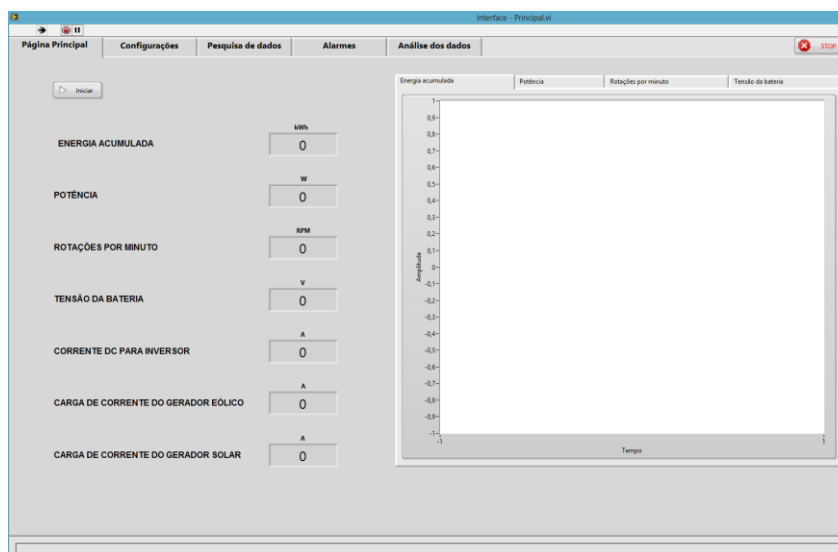 Interface - Principal.vi
Página Principal
Configurações
Pesquisa de dados
Alarmes
Análise dos dados
STOP
Iniciar
kWh
ENERGIA ACUMULADA
0
W
POTÊNCIA
0
RPM
ROTAÇÕES POR MINUTO
0
V
TENSÃO DA BATERIA
0
A
CORRENTE DC PARA INVERSOR
0
A
CARGA DE CORRENTE DO GERADOR EÓLICO
0
A
CARGA DE CORRENTE DO GERADOR SOLAR
0
Energia acumulada
Potência
Rotações por minuto
Tensão da bateria
Amplitude
1
0,9
0,8
0,7
0,6
0,5
0,4
0,3
0,2
0,1
0
-0,1
-0,2
-0,3
-0,4
-0,5
-0,6
-0,7
-0,8
-0,9
-1
-1
1
Tempo